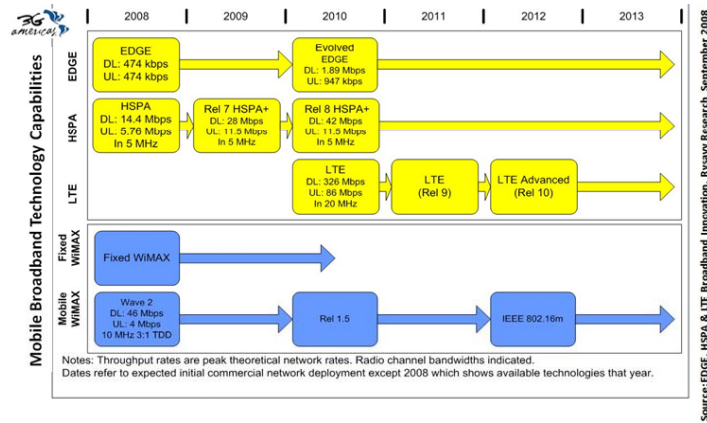 3G
americas
2008
2009
2010
2011
2012
2013
Mobile Broadband Technology Capabilities
EDGE
EDGE
DL: 474 kbps
UL: 474 kbps
Evolved
EDGE
DL: 1.89 Mbps
UL: 947 kbps
HSPA
HSPA
DL: 14.4 Mbps
UL: 5.76 Mbps
In 5 MHz
Rel 7 HSPA+
DL: 28 Mbps
UL: 11.5 Mbps
In 5 MHz
Rel 8 HSPA+
DL: 42 Mbps
UL: 11.5 Mbps
In 5 MHz
LTE
LTE
DL: 326 Mbps
UL: 86 Mbps
In 20 MHz
LTE
(Rel 9)
LTE Advanced
(Rel 10)
Fixed
WiMAX
Fixed WiMAX
Mobile
WiMAX
Wave 2
DL: 46 Mbps
UL: 4 Mbps
10 MHz 3:1 TDD
Rel 1.5
IEEE 802.16m
Notes: Throughput rates are peak theoretical network rates. Radio channel bandwidths indicated.
Dates refer to expected initial commercial network deployment except 2008 which shows available technologies that year.
Source: EDGE, HSPA & LTE Broadband Innovation, Rysavy Research, September 2008